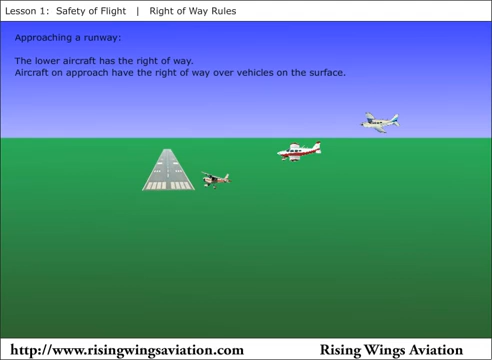 Lesson 1:  Safety of Flight   |   Right of Way Rules
Approaching a runway:
The lower aircraft has the right of way.
Aircraft on approach have the right of way over vehicles on the surface.
http://www.risingwingsaviation.com
Rising Wings Aviation